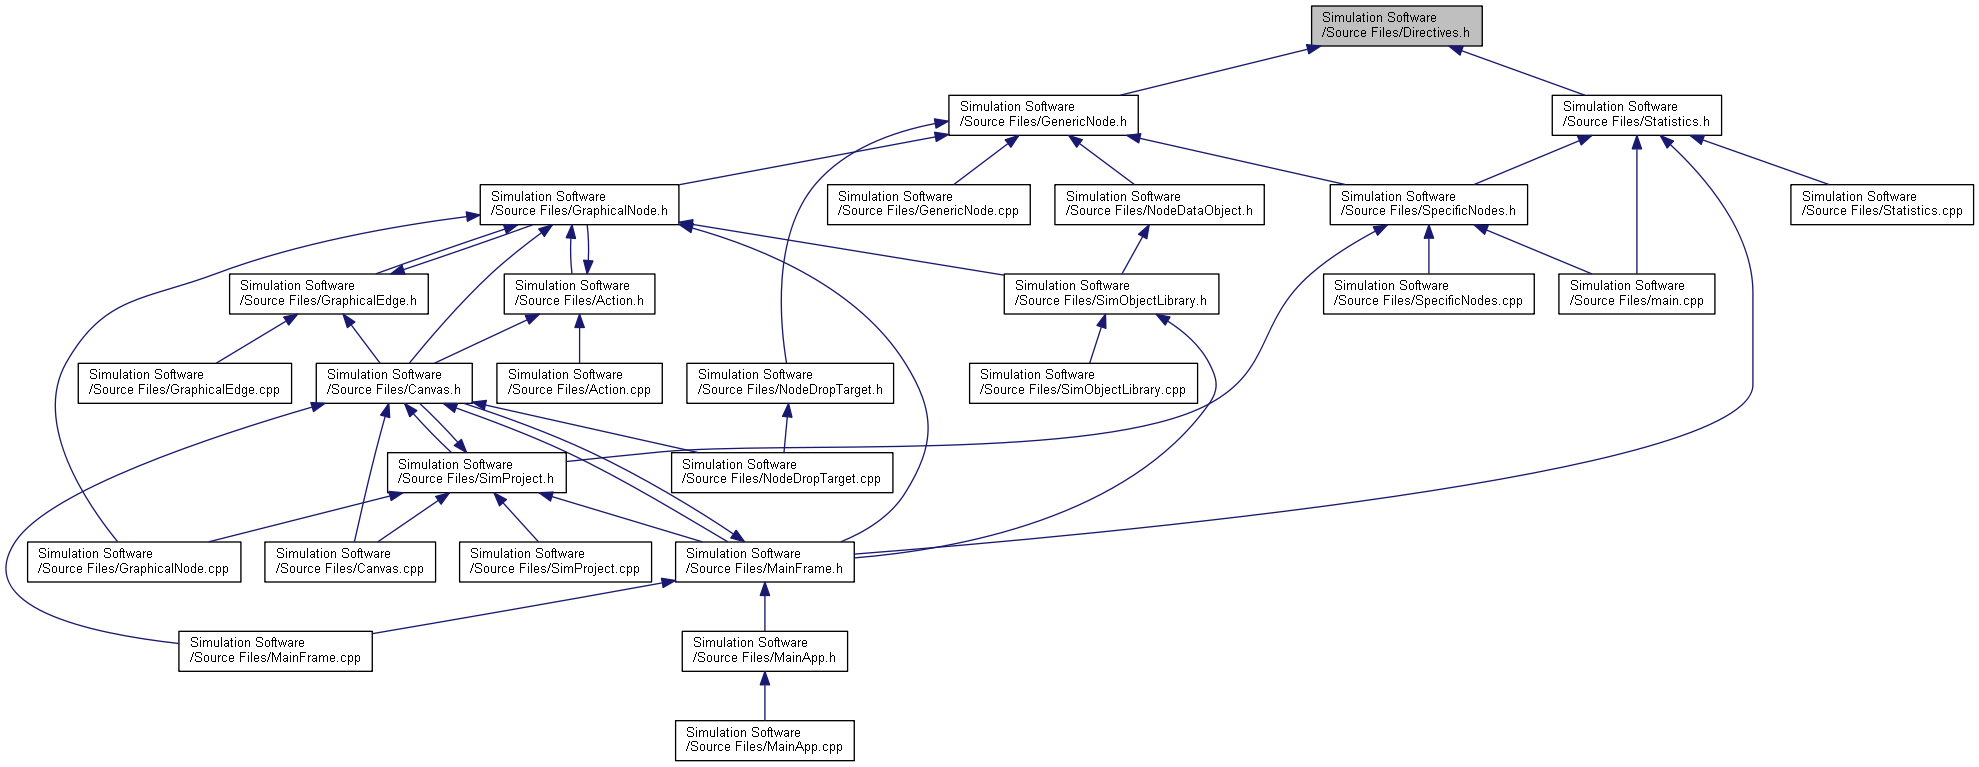 Simulation Software
/Source Files/Directives.h
Simulation Software
/Source Files/GenericNode.h
Simulation Software
/Source Files/Statistics.h
Simulation Software
/Source Files/GraphicalNode.h
Simulation Software
/Source Files/GenericNode.cpp
Simulation Software
/Source Files/NodeDataObject.h
Simulation Software
/Source Files/SpecificNodes.h
Simulation Software
/Source Files/Statistics.cpp
Simulation Software
/Source Files/GraphicalEdge.h
Simulation Software
/Source Files/Action.h
Simulation Software
/Source Files/SimObjectLibrary.h
Simulation Software
/Source Files/SpecificNodes.cpp
Simulation Software
/Source Files/main.cpp
Simulation Software
/Source Files/GraphicalEdge.cpp
Simulation Software
/Source Files/Canvas.h
Simulation Software
/Source Files/Action.cpp
Simulation Software
/Source Files/NodeDropTarget.h
Simulation Software
/Source Files/SimObjectLibrary.cpp
Simulation Software
/Source Files/SimProject.h
Simulation Software
/Source Files/NodeDropTarget.cpp
Simulation Software
/Source Files/GraphicalNode.cpp
Simulation Software
/Source Files/Canvas.cpp
Simulation Software
/Source Files/SimProject.cpp
Simulation Software
/Source Files/MainFrame.h
Simulation Software
/Source Files/MainFrame.cpp
Simulation Software
/Source Files/MainApp.h
Simulation Software
/Source Files/MainApp.cpp